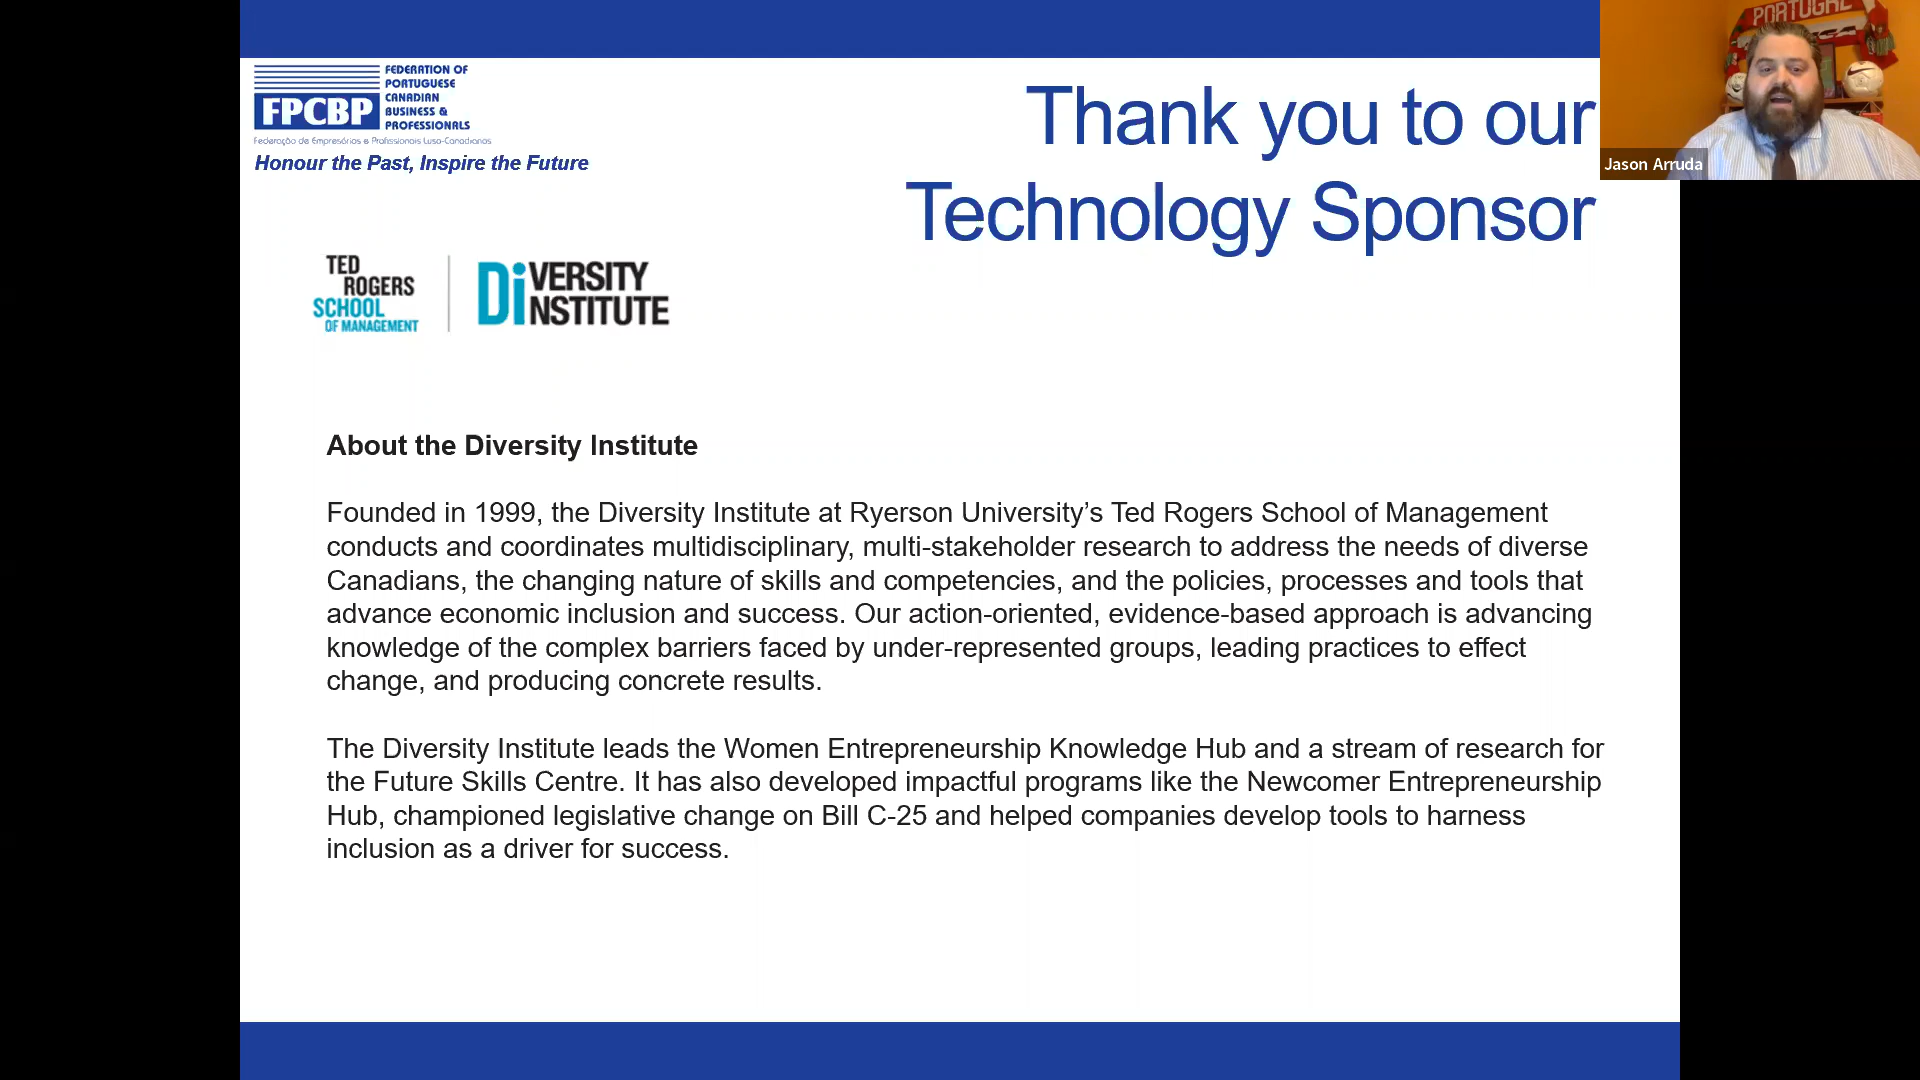 FPCBP
FEDERATION OF
PORTUGUESE
CANADIAN
BUSINESS &
PROFESSIONALS
Federação de Empresários e Profissionais Luso-Canadianos
Honour the Past, Inspire the Future
Thank you to our
Technology Sponsor
PORTUGAL
Jason Arruda
TED
ROGERS
SCHOOL
OF MANAGEMENT
DiVERSITY
iNSTITUTE
About the Diversity Institute
Founded in 1999, the Diversity Institute at Ryerson University’s Ted Rogers School of Management
conducts and coordinates multidisciplinary, multi-stakeholder research to address the needs of diverse
Canadians, the changing nature of skills and competencies, and the policies, processes and tools that
advance economic inclusion and success. Our action-oriented, evidence-based approach is advancing
knowledge of the complex barriers faced by under-represented groups, leading practices to effect
change, and producing concrete results.
The Diversity Institute leads the Women Entrepreneurship Knowledge Hub and a stream of research for
the Future Skills Centre. It has also developed impactful programs like the Newcomer Entrepreneurship
Hub, championed legislative change on Bill C-25 and helped companies develop tools to harness
inclusion as a driver for success.